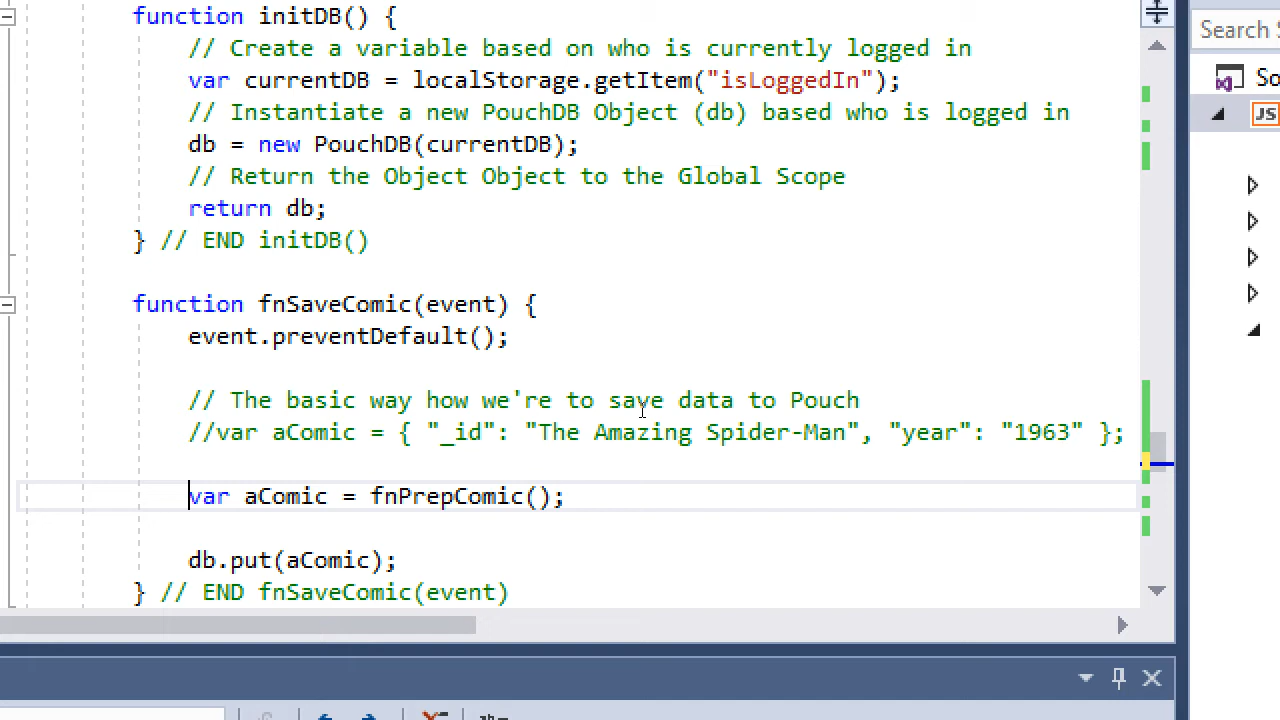 function initDB() {
// Create a variable based on who is currently logged in
var currentDB = localStorage.getItem("isLoggedIn");
// Instantiate a new PouchDB Object (db) based who is logged in
db = new PouchDB(currentDB);
// Return the Object Object to the Global Scope
return db;
} // END initDB()
function fnSaveComic(event) {
event.preventDefault();
// The basic way how we're to save data to Pouch
//var aComic = { "_id": "The Amazing Spider-Man", "year": "1963" };
var aComic = fnPrepComic();
db.put(aComic);
} // END fnSaveComic(event)
Search
So
JS